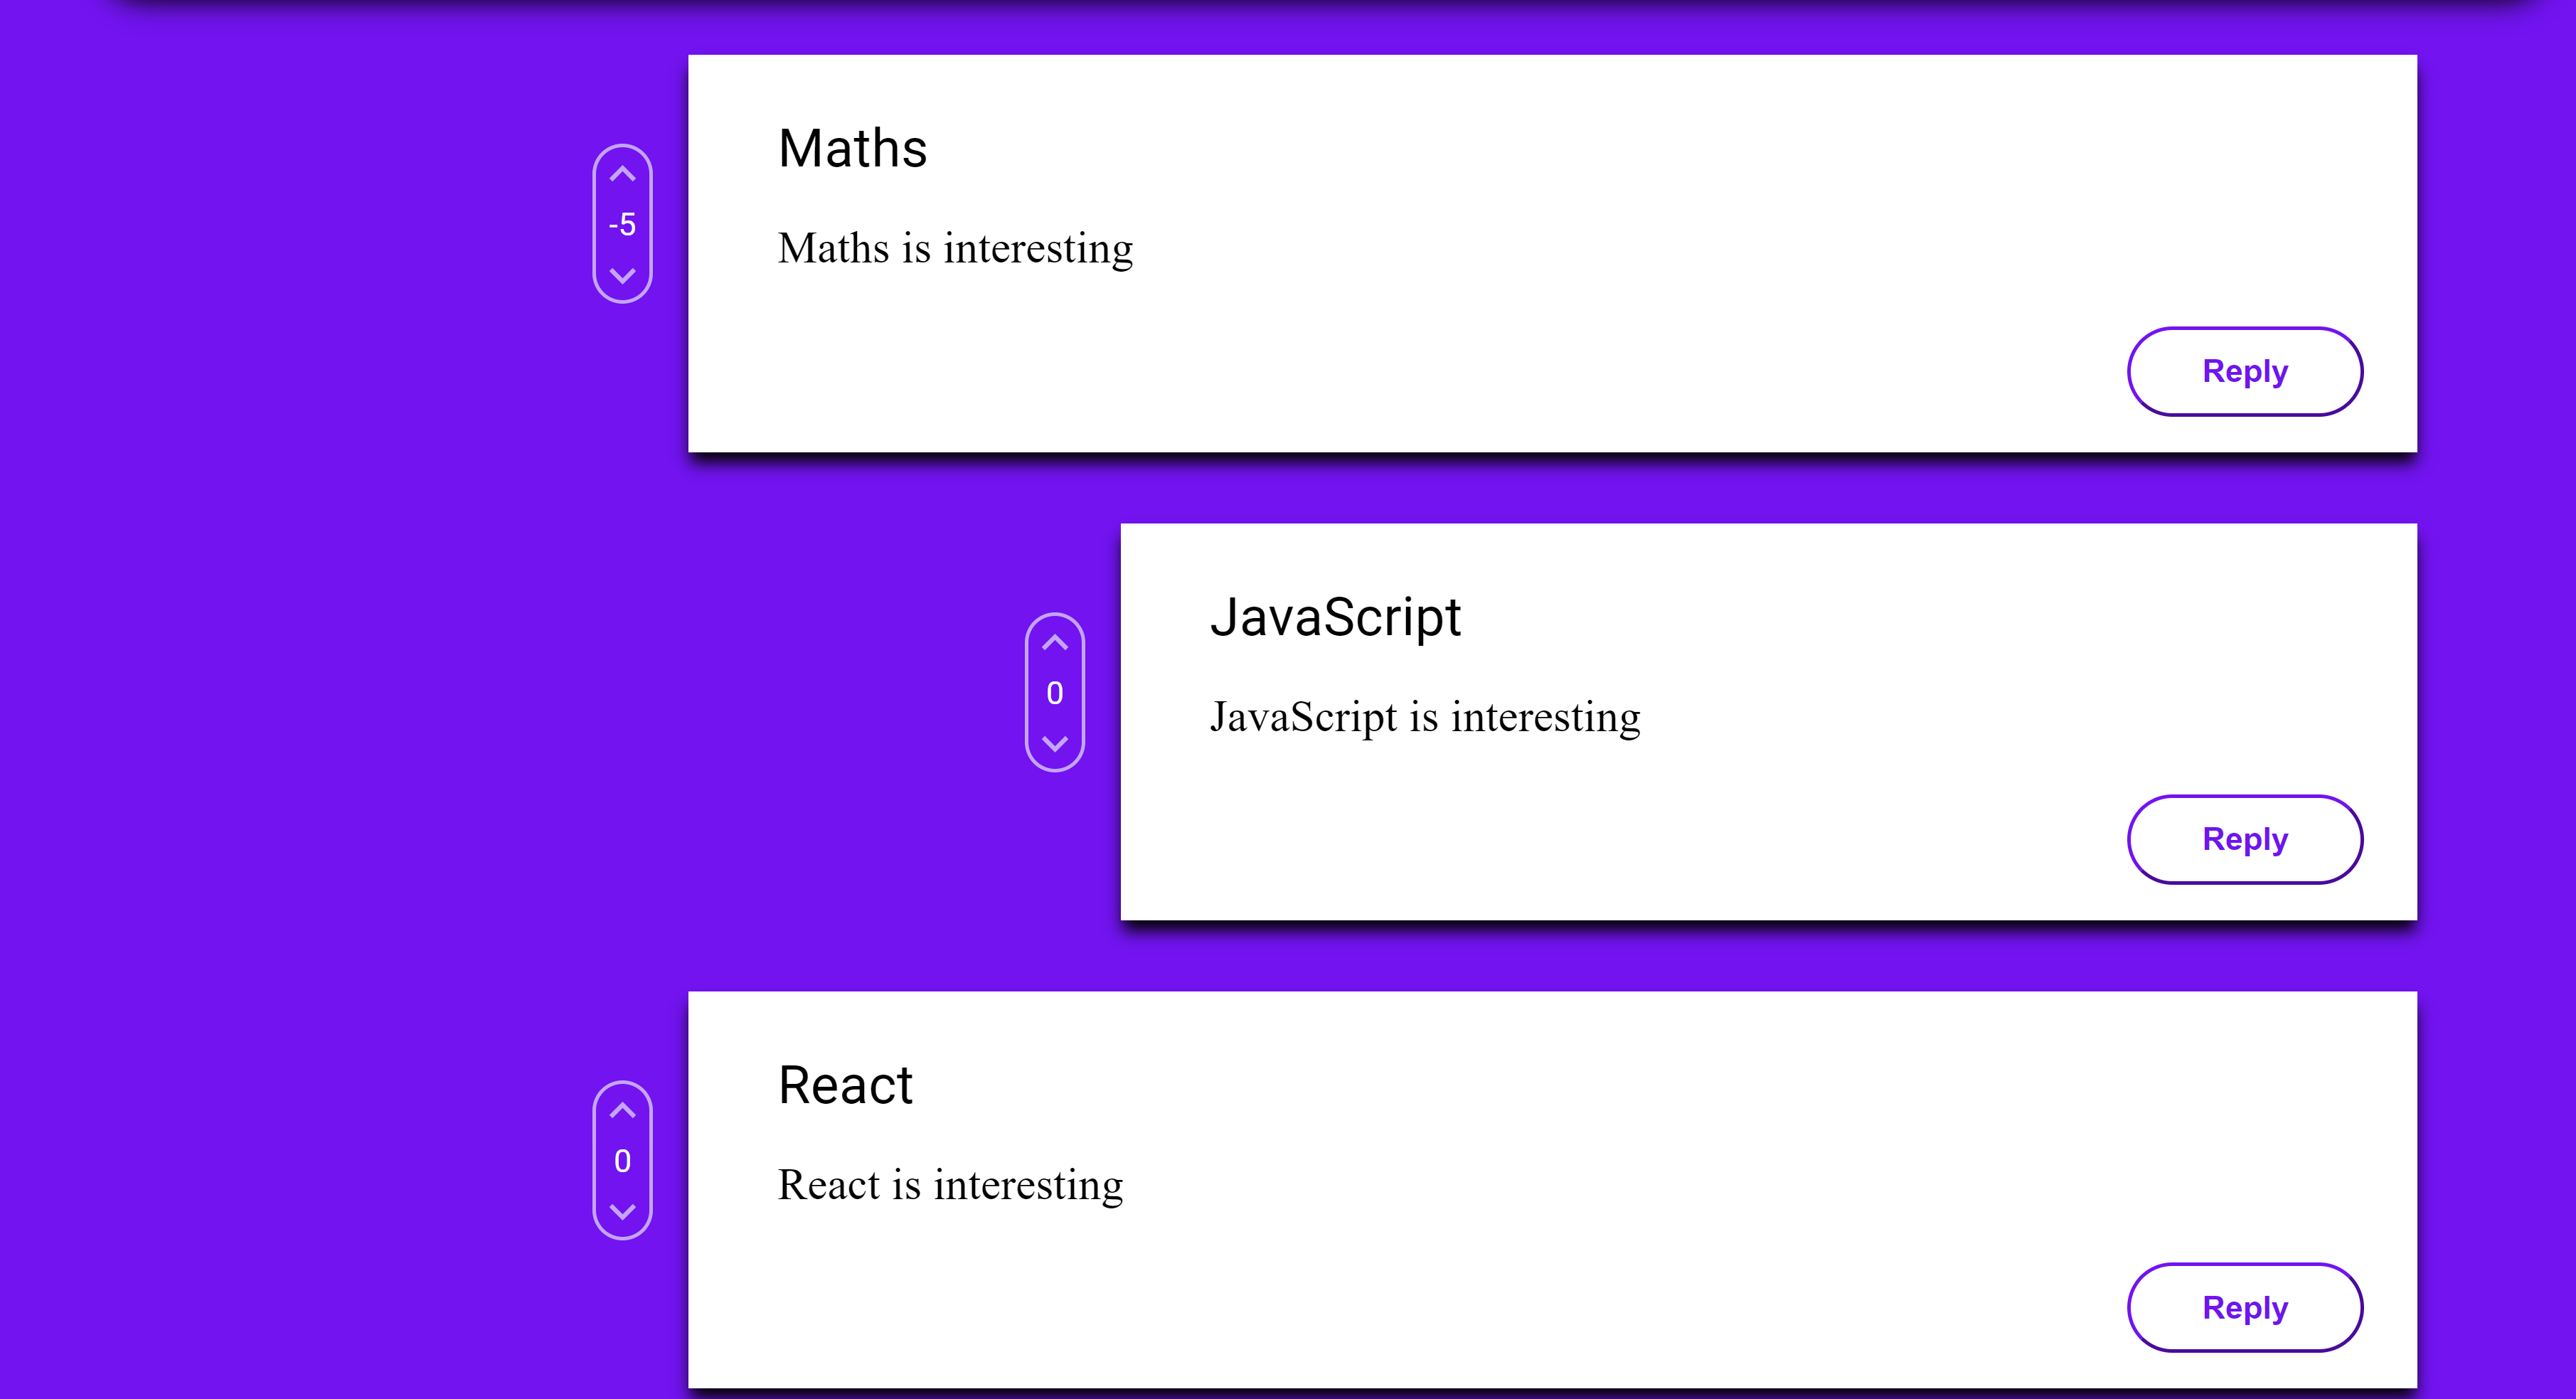 Maths
-5
Maths is interesting
Reply
JavaScript
0
JavaScript is interesting
Reply
React
0
React is interesting
Reply